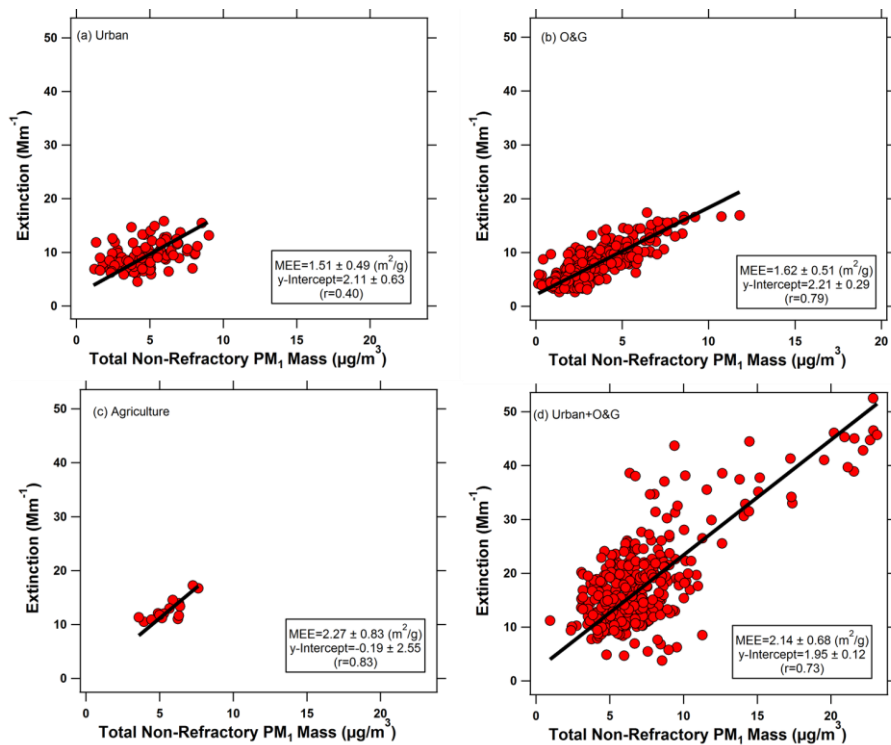 (a) Urban
50
40
30
20
10
0
Extinction (Mm⁻¹)
MEE=1.51 ± 0.49 (m²/g)
y-Intercept=2.11 ± 0.63
(r=0.40)
0 5 10 15 20
Total Non-Refractory PM₁ Mass (µg/m³)
(b) O&G
50
40
30
20
10
0
Extinction (Mm⁻¹)
MEE=1.62 ± 0.51 (m²/g)
y-Intercept=2.21 ± 0.29
(r=0.79)
0 5 10 15 20
Total Non-Refractory PM₁ Mass (µg/m³)
(c) Agriculture
50
40
30
20
10
0
Extinction (Mm⁻¹)
MEE=2.27 ± 0.83 (m²/g)
y-Intercept=-0.19 ± 2.55
(r=0.83)
0 5 10 15 20
Total Non-Refractory PM₁ Mass (µg/m³)
(d) Urban+O&G
50
40
30
20
10
0
Extinction (Mm⁻¹)
MEE=2.14 ± 0.68 (m²/g)
y-Intercept=1.95 ± 0.12
(r=0.73)
0 5 10 15 20
Total Non-Refractory PM₁ Mass (µg/m³)